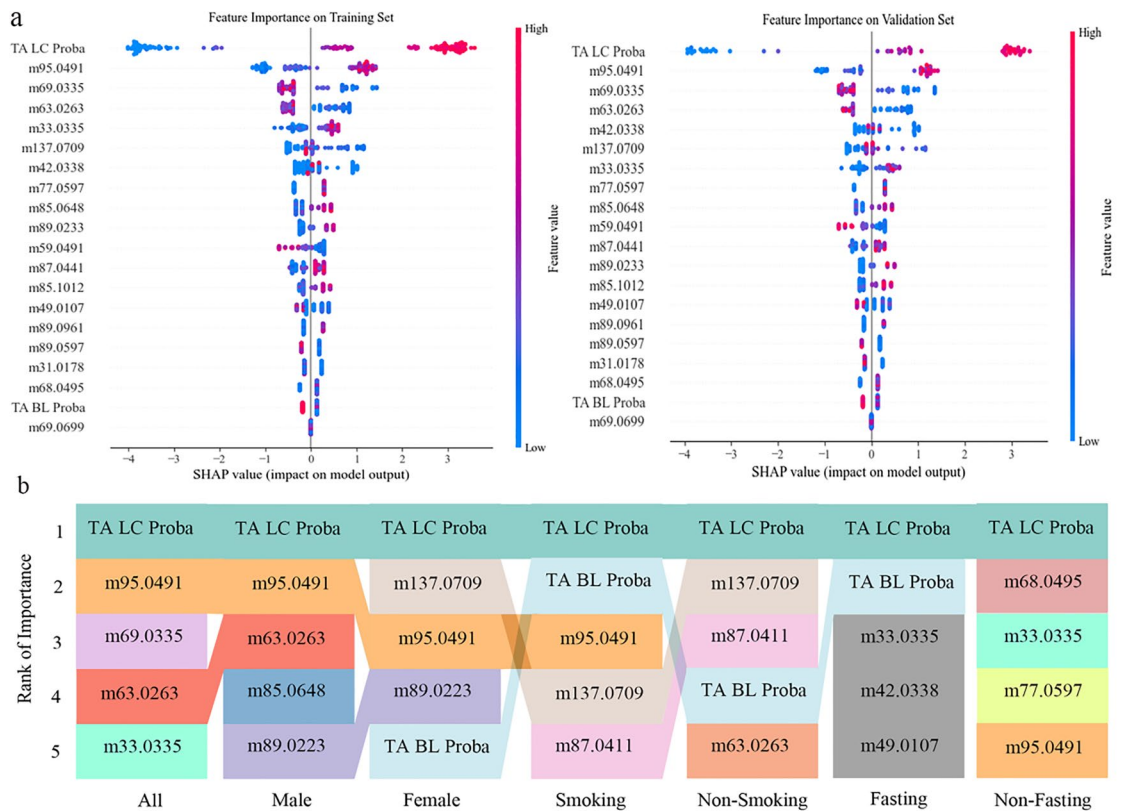 a
Feature Importance on Training Set
High
TA LC Proba
m95.0491
m69.0335
m63.0263
m33.0335
m137.0709
m42.0338
m77.0597
m85.0648
m89.0233
m59.0491
m87.0441
m85.1012
m49.0107
m89.0961
m89.0597
m31.0178
m68.0495
TA BL Proba
m69.0699
Feature value
Low
−4 −3 −2 −1 0 1 2 3
SHAP value (impact on model output)
Feature Importance on Validation Set
High
TA LC Proba
m95.0491
m69.0335
m63.0263
m42.0338
m137.0709
m33.0335
m77.0597
m85.0648
m59.0491
m87.0441
m89.0233
m85.1012
m49.0107
m89.0961
m89.0597
m31.0178
m68.0495
TA BL Proba
m69.0699
Feature value
Low
−4 −3 −2 −1 0 1 2 3
SHAP value (impact on model output)
b
Rank of Importance
1 TA LC Proba TA LC Proba TA LC Proba TA LC Proba TA LC Proba TA LC Proba TA LC Proba
2 m95.0491 m95.0491 m137.0709 TA BL Proba m137.0709 TA BL Proba m68.0495
3 m69.0335 m63.0263 m95.0491 m95.0491 m87.0411 m33.0335 m33.0335
4 m63.0263 m85.0648 m89.0223 m137.0709 TA BL Proba m42.0338 m77.0597
5 m33.0335 m89.0223 TA BL Proba m87.0411 m63.0263 m49.0107 m95.0491
All Male Female Smoking Non-Smoking Fasting Non-Fasting